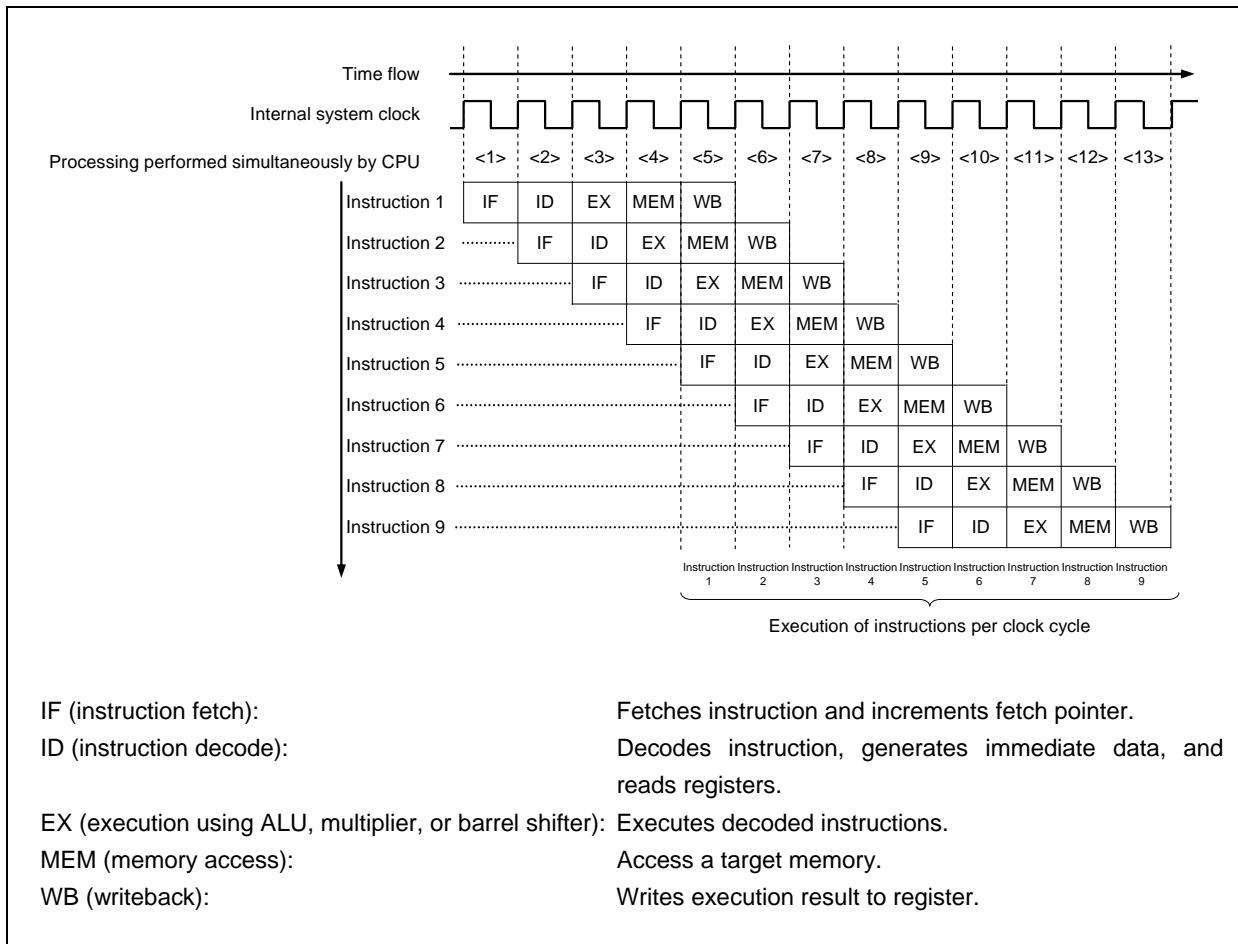 Time flow
Internal system clock
Processing performed simultaneously by CPU <1> <2> <3> <4> <5> <6> <7> <8> <9> <10> <11> <12> <13>
Instruction 1 IF ID EX MEM WB
Instruction 2 IF ID EX MEM WB
Instruction 3 IF ID EX MEM WB
Instruction 4 IF ID EX MEM WB
Instruction 5 IF ID EX MEM WB
Instruction 6 IF ID EX MEM WB
Instruction 7 IF ID EX MEM WB
Instruction 8 IF ID EX MEM WB
Instruction 9 IF ID EX MEM WB
Instruction Instruction Instruction Instruction Instruction Instruction Instruction Instruction Instruction
1 2 3 4 5 6 7 8 9
Execution of instructions per clock cycle
IF (instruction fetch): Fetches instruction and increments fetch pointer.
ID (instruction decode): Decodes instruction, generates immediate data, and
reads registers.
EX (execution using ALU, multiplier, or barrel shifter): Executes decoded instructions.
MEM (memory access): Access a target memory.
WB (writeback): Writes execution result to register.